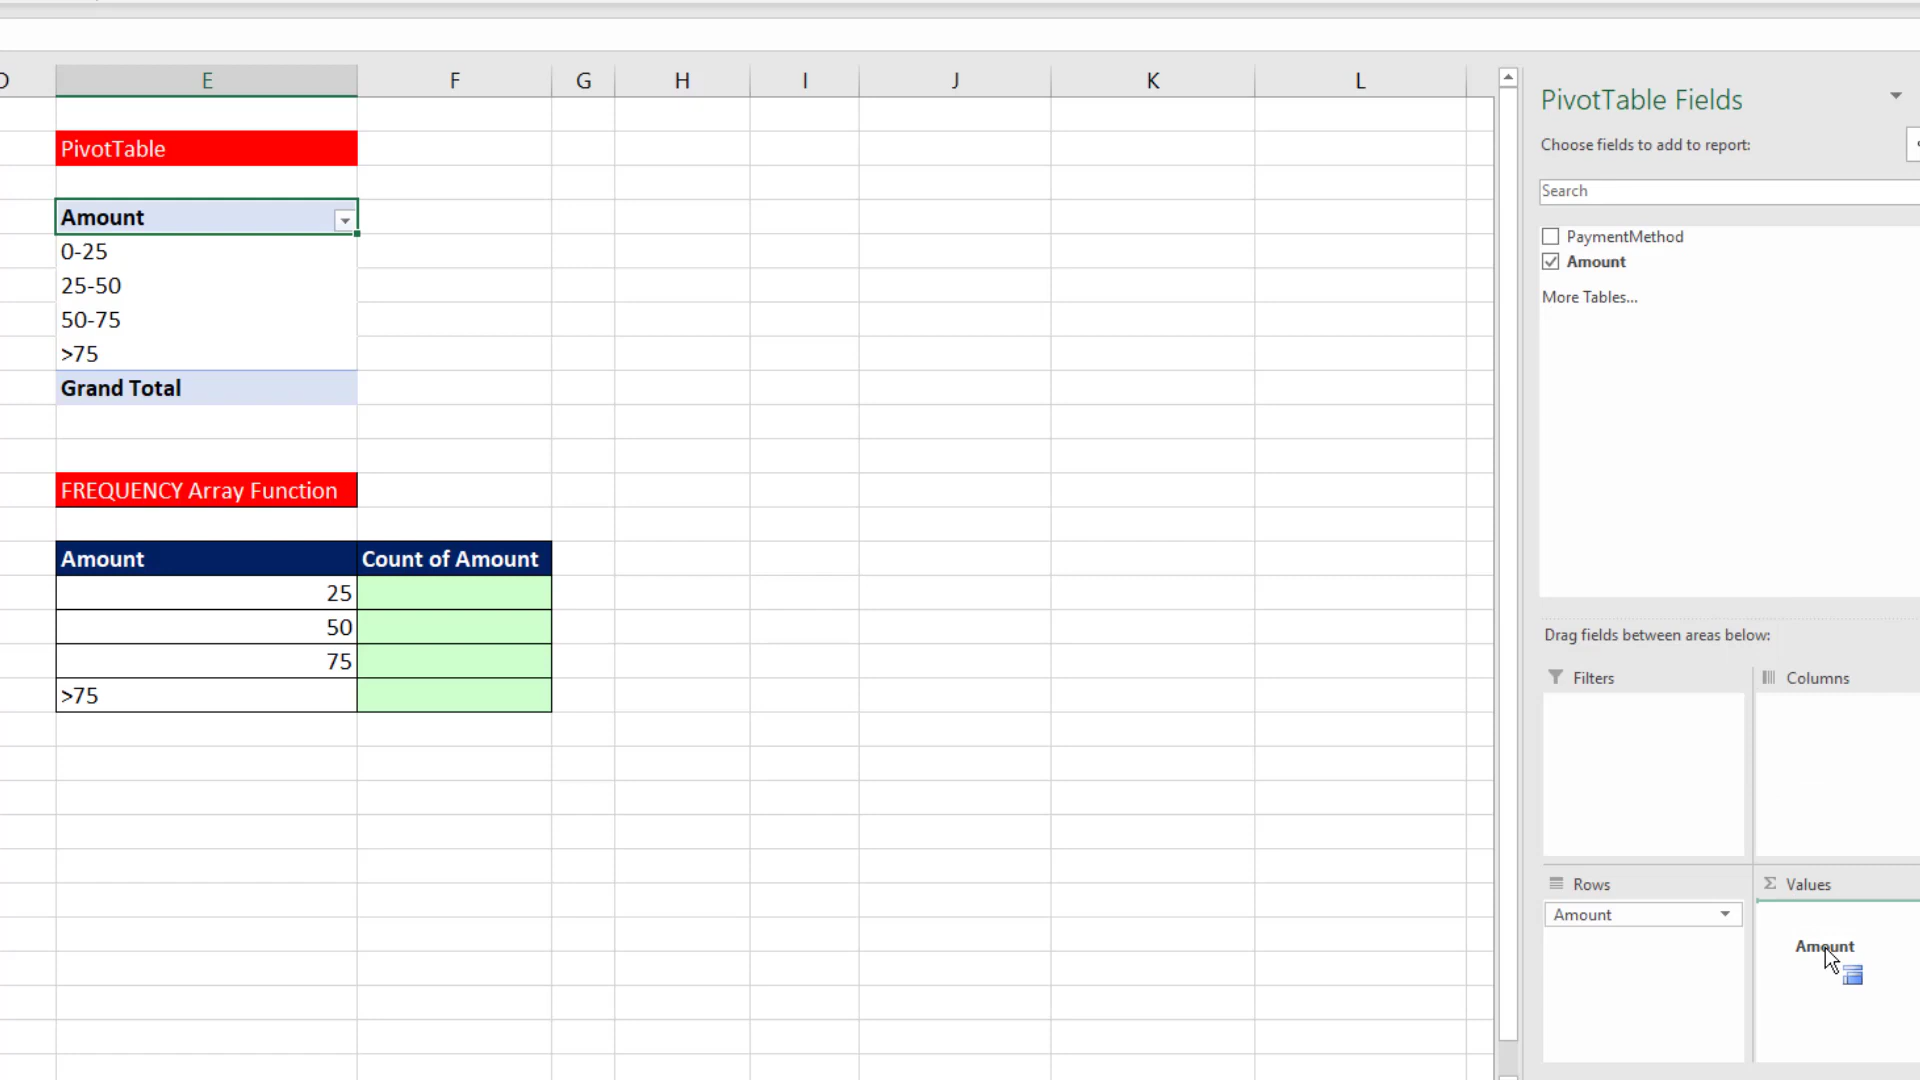 E F G H I J K L
PivotTable
Amount
0-25
25-50
50-75
>75
Grand Total
FREQUENCY Array Function
Amount Count of Amount
25
50
75
>75
PivotTable Fields
Choose fields to add to report:
Search
PaymentMethod
Amount
More Tables...
Drag fields between areas below:
Filters
Columns
Rows
Σ Values
Amount
Amount